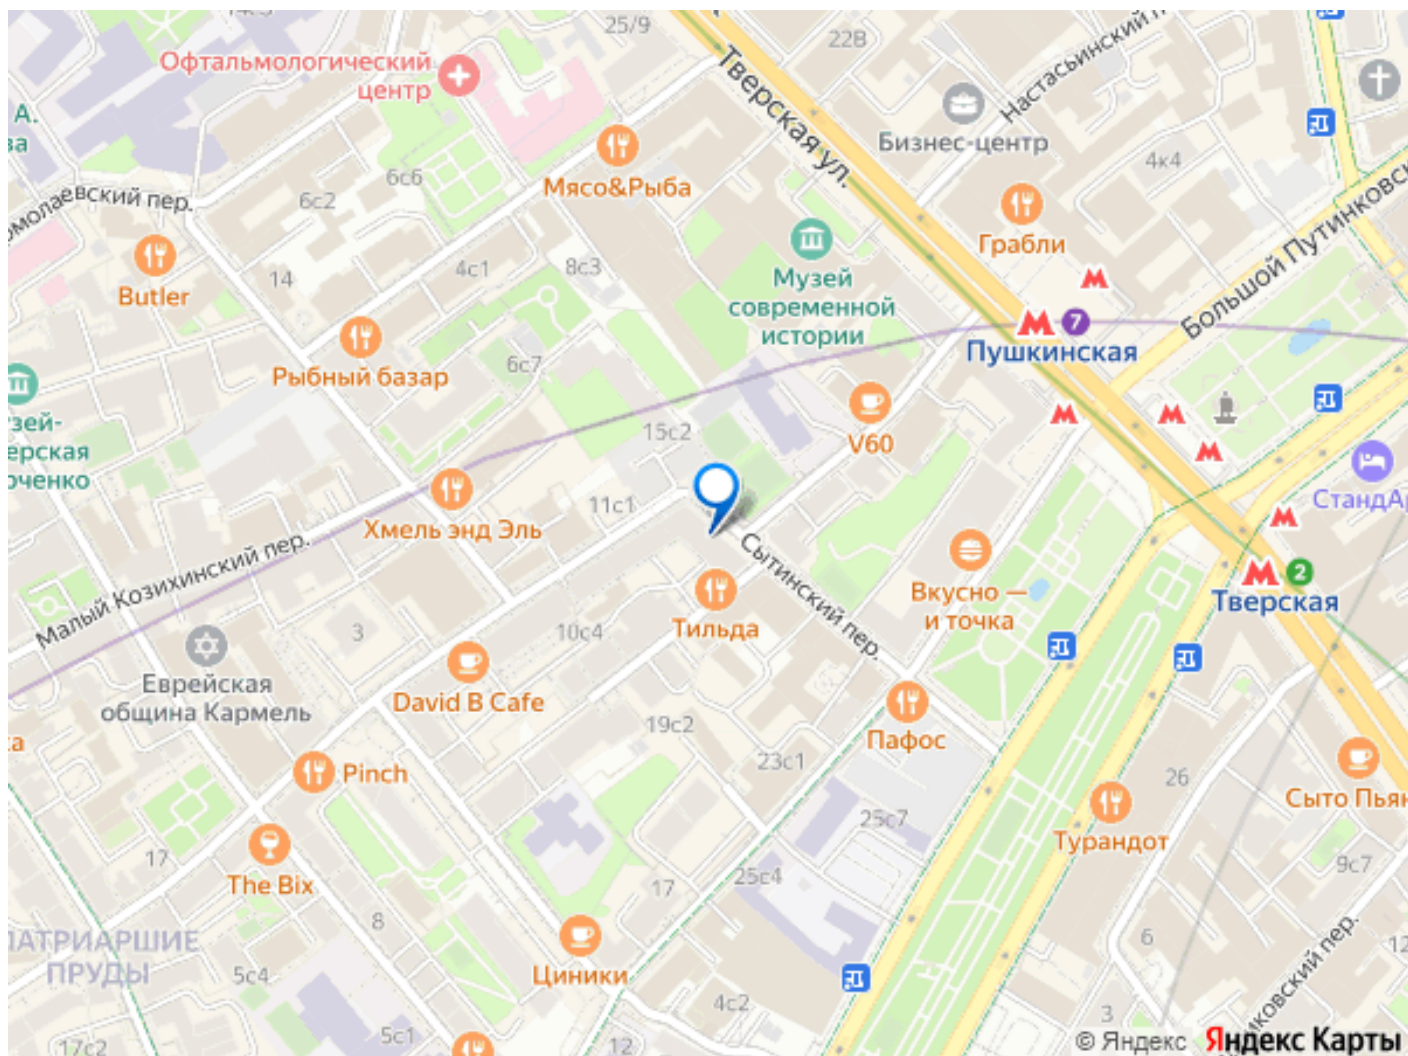 25/9
22В
Офтальмологический
центр
Тверская ул.
Настасьинский
Бизнес-центр
4к4
А.
6с6
Мясо&Рыба
6с2
пер.
Грабли
14
4с1
8с3
Butler
Музей
современной
истории
Большой Путинковс
7
Пушкинская
Рыбный базар
6с7
V60
15с2
СтандАр
Хмель энд Эль
11с1
Малый Козихинский пер.
Сытинский пер.
Вкусно —
и точка
2
Тверская
3
10с4
Тильда
Еврейская
община Кармель
David B Cafe
19с2
Пафос
Pinch
23с1
26
Сыто Пьян
25с7
Турандот
17
The Bix
17
25с4
9с7
8
6
ПАТРИАРШИЕ
ПРУДЫ
5с4
Циники
4с2
3
5с1
12
17с2
пер.
© Яндекс Яндекс Карты